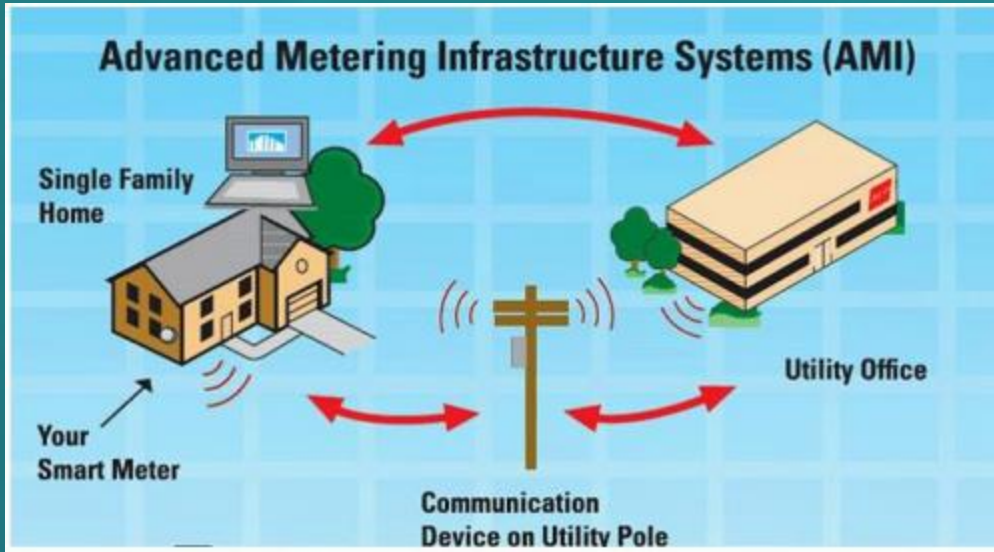 Advanced Metering Infrastructure Systems (AMI)
Single Family
Home
Utility Office
Your
Smart Meter
Communication
Device on Utility Pole